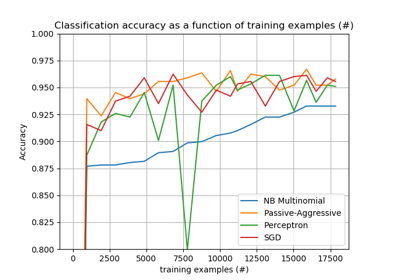 Classification accuracy as a function of training examples (#)
1.000
0.975
0.950
0.925
0.900
0.875
0.850
0.825
0.800
Accuracy
NB Multinomial
Passive-Aggressive
Perceptron
SGD
0 2500 5000 7500 10000 12500 15000 17500
training examples (#)